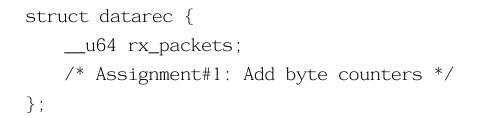 struct datarec {
    __u64 rx_packets;
    /* Assignment#1: Add byte counters */
};